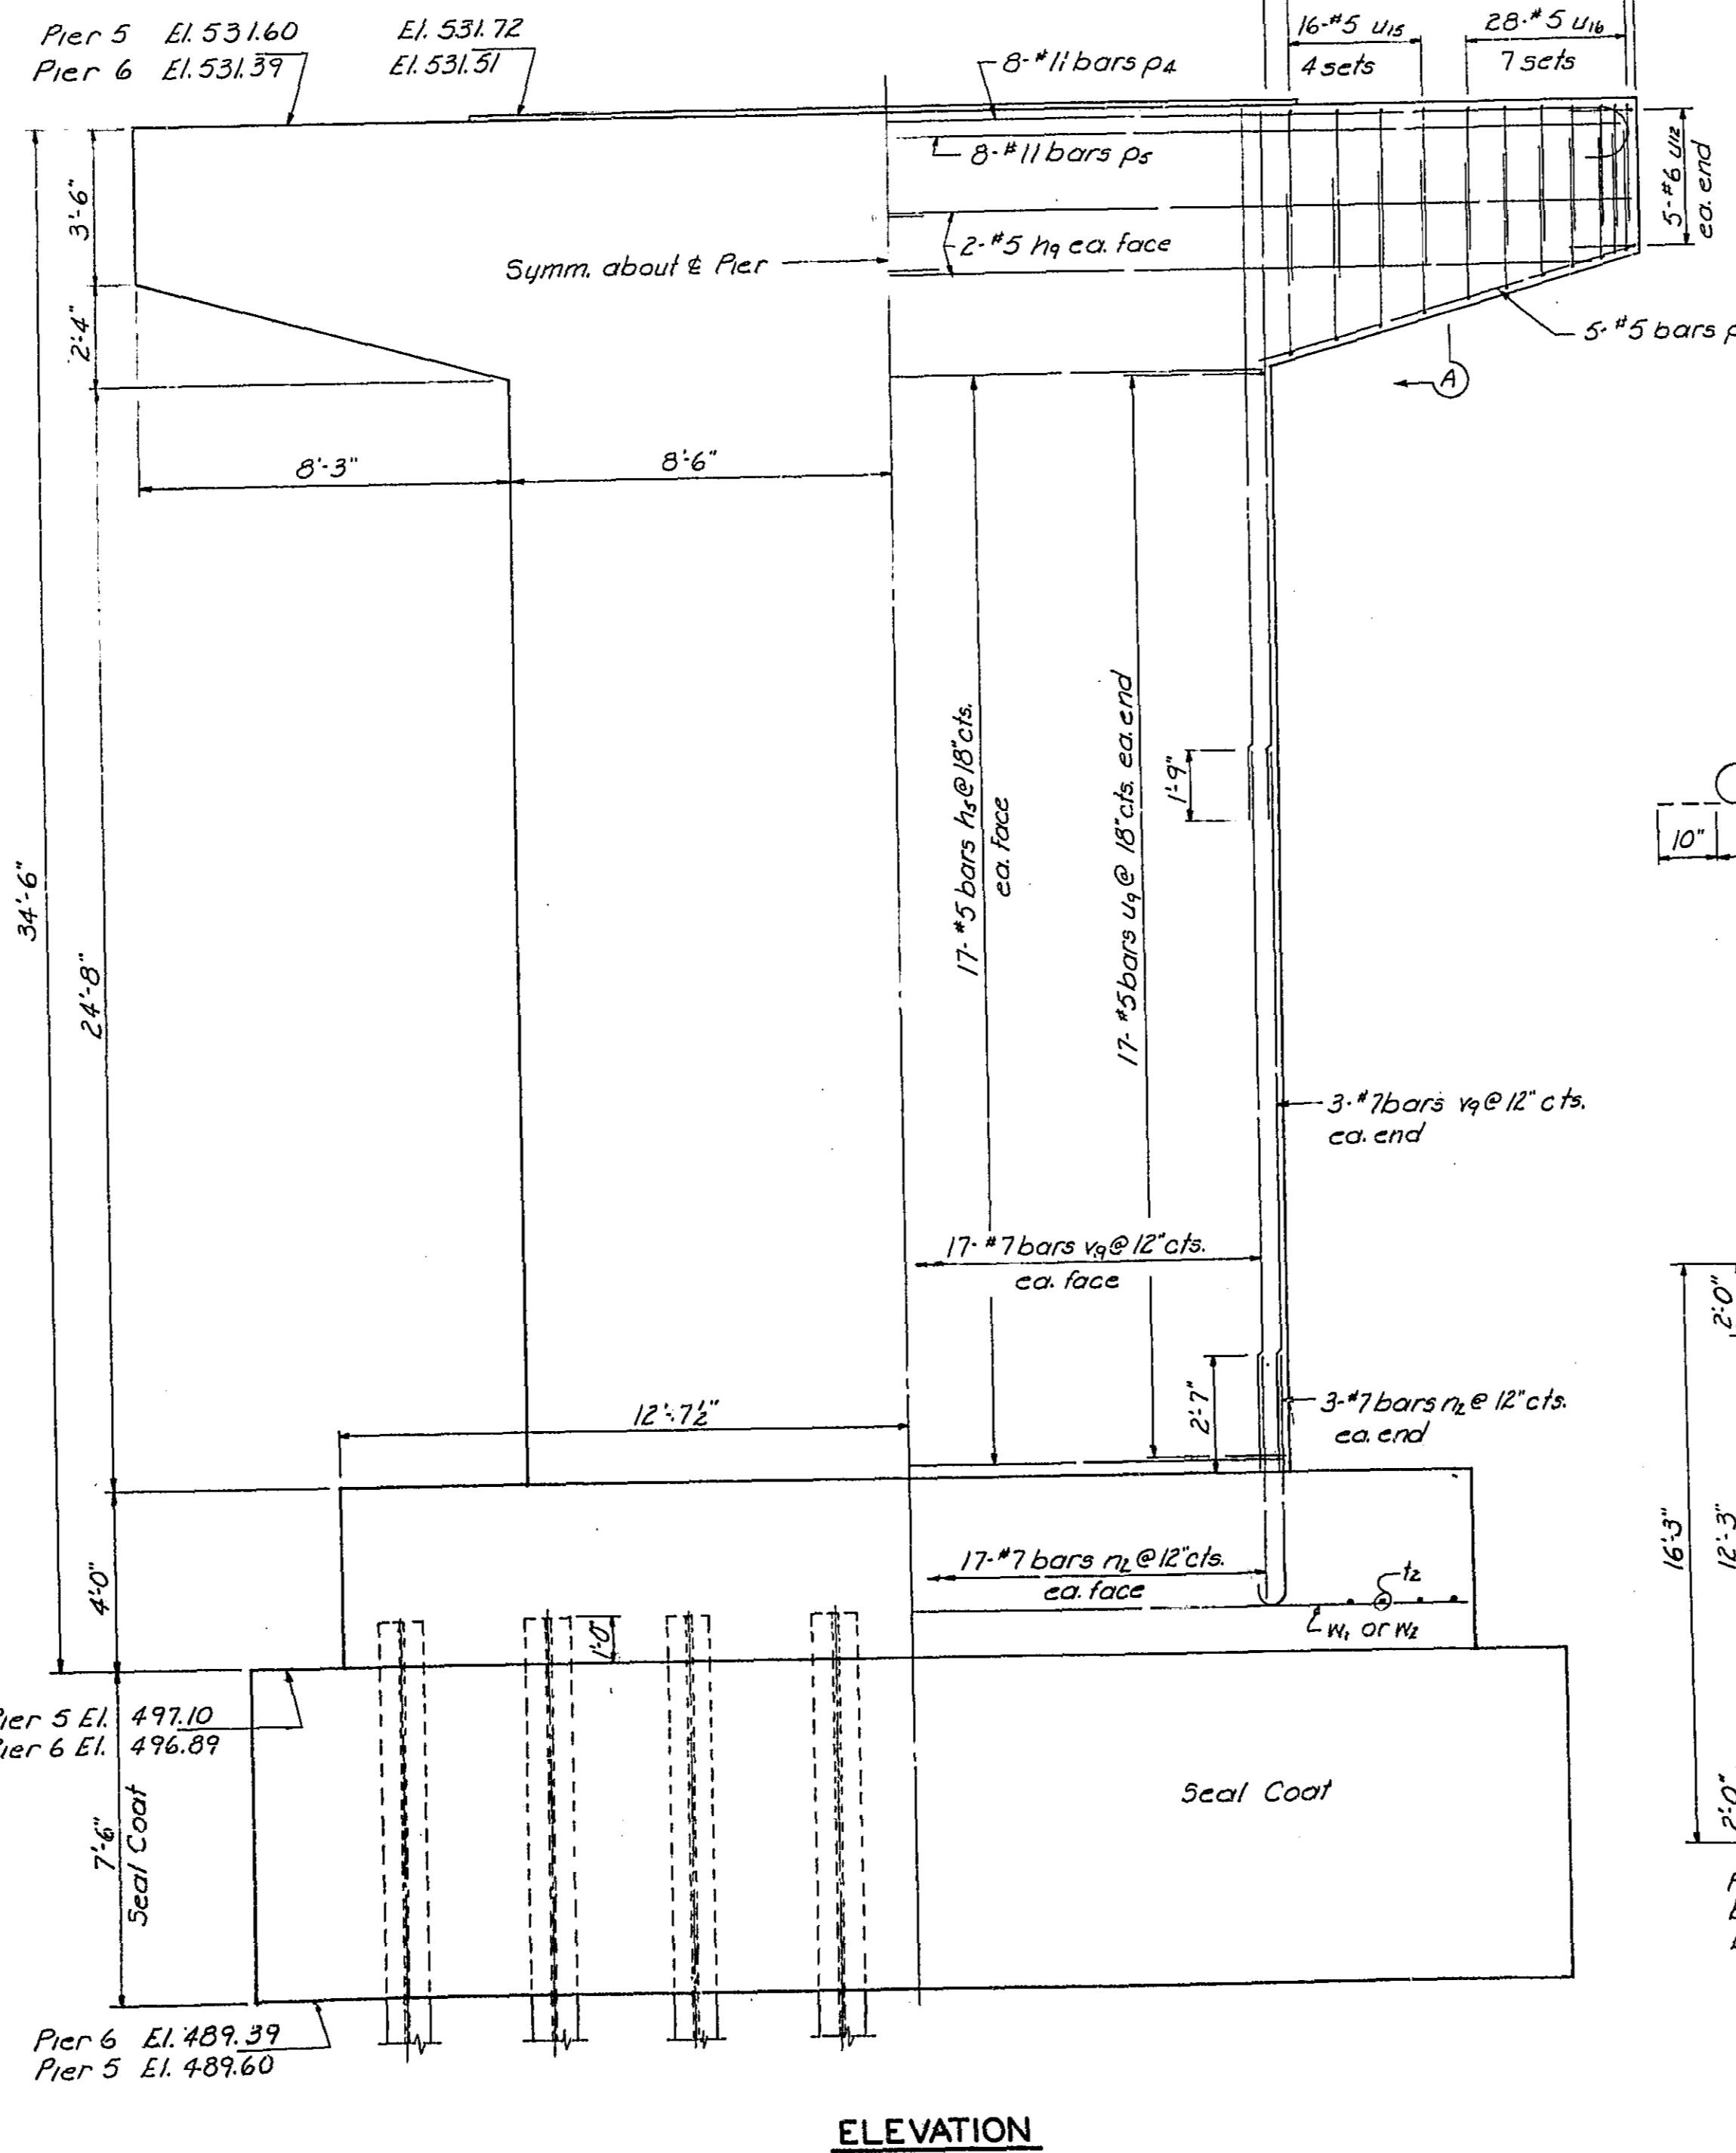 Pier 5 El. 531.60
Pier 6 El. 531.39
El. 531.72
El. 531.51
8-#11 bars p4
8-#11 bars p5
16-#5 u15
4 sets
28-#5 u16
7 sets
5-#6 u12
ea. end
3'-6"
2'-4"
Symm. about ℄ Pier
2-#5 h9 ea. face
5-#5 bars
A
8'-3"
8'-6"
34'-6"
24'-8"
17-#5 bars h5 @ 18" cts.
ea. face
17-#5 bars u9 @ 18" cts. ea. end
1'-9"
10"
3-#7 bars v9 @ 12" cts.
ea. end
17-#7 bars v9 @ 12" cts.
ea. face
2'-7"
3-#7 bars n2 @ 12" cts.
ea. end
12'-7½"
4'-0"
17-#7 bars n2 @ 12" cts.
ea. face
t2
w1 or w2
1'-0"
16'-3"
2'-0"
12'-3"
2'-0"
Pier 5 El. 497.10
Pier 6 El. 496.89
7'-6"
Seal Coat
Seal Coat
Pier 6 El. 489.39
Pier 5 El. 489.60
ELEVATION